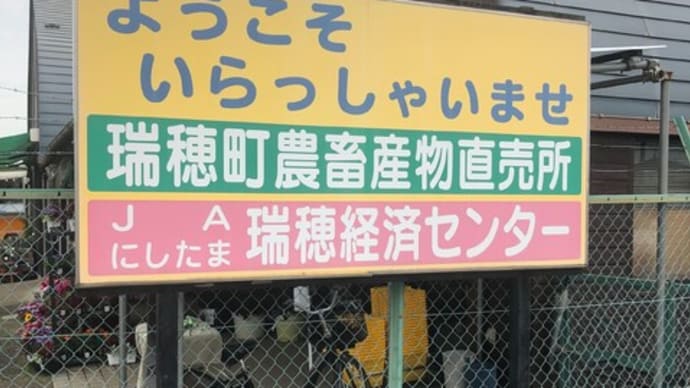 ようこそ
いらっしゃいませ
瑞穂町農畜産物直売所
JA にしたま 瑞穂経済センター